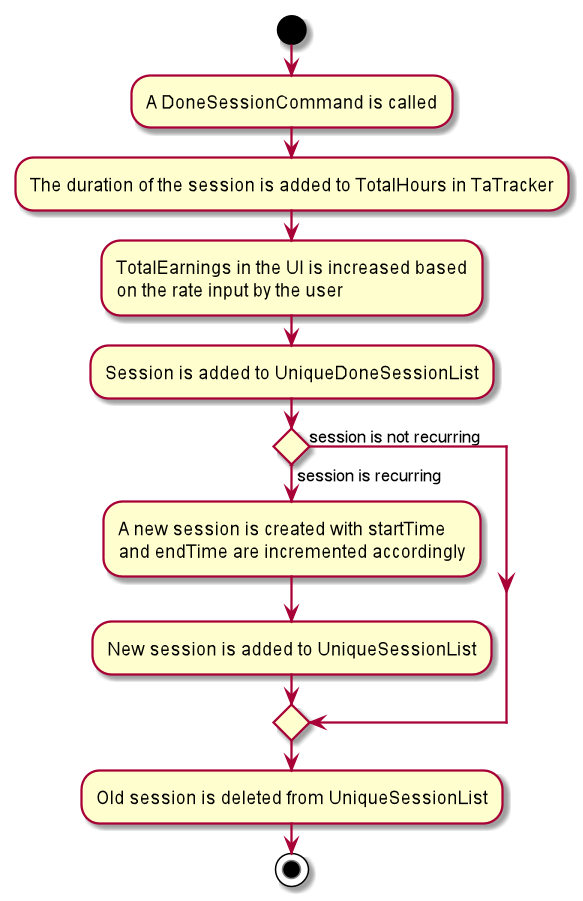 A DoneSessionCommand is called
The duration of the session is added to TotalHours in TaTracker
TotalEarnings in the UI is increased based
on the rate input by the user
Session is added to UniqueDoneSessionList
session is not recurring
session is recurring
A new session is created with startTime
and endTime are incremented accordingly
New session is added to UniqueSessionList
Old session is deleted from UniqueSessionList